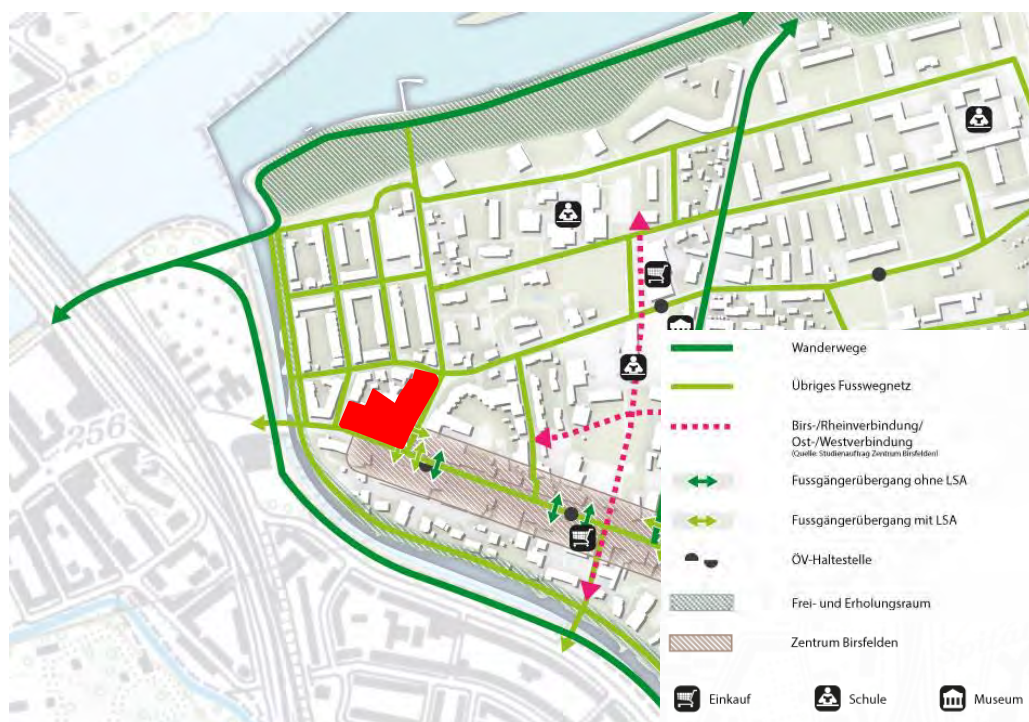 256
Wanderwege
Übriges Fusswegnetz
Birs-/Rheinverbindung/
Ost-/Westverbindung
(Quelle: Studienauftrag Zentrum Birsfelden)
Fussgängerübergang ohne LSA
Fussgängerübergang mit LSA
ÖV-Haltestelle
Frei- und Erholungsraum
Zentrum Birsfelden
Einkauf
Schule
Museum